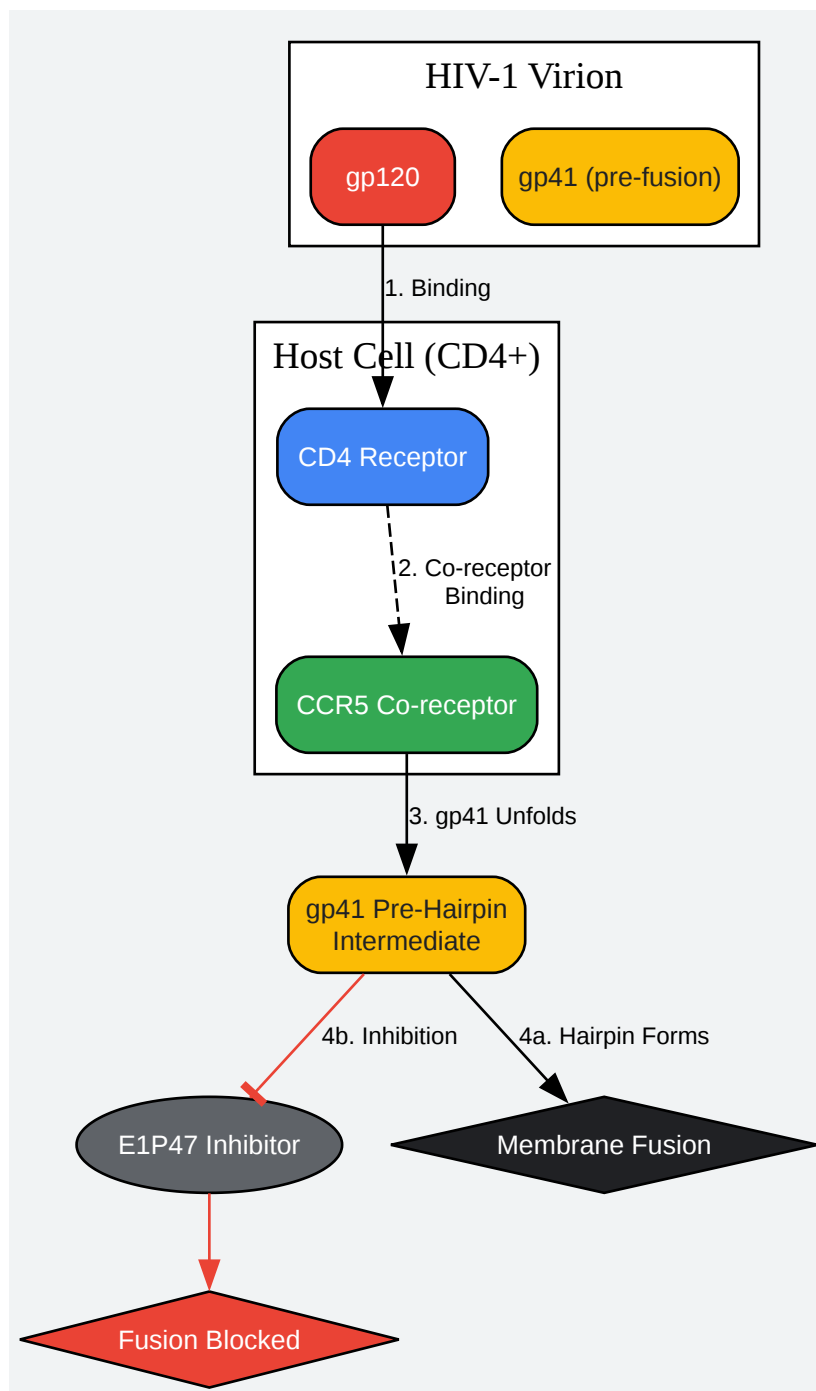 HIV-1 Virion
gp120
gp41 (pre-fusion)
1. Binding
Host Cell (CD4+)
CD4 Receptor
2. Co-receptor
Binding
CCR5 Co-receptor
3. gp41 Unfolds
gp41 Pre-Hairpin
Intermediate
4b. Inhibition
4a. Hairpin Forms
E1P47 Inhibitor
Membrane Fusion
Fusion Blocked